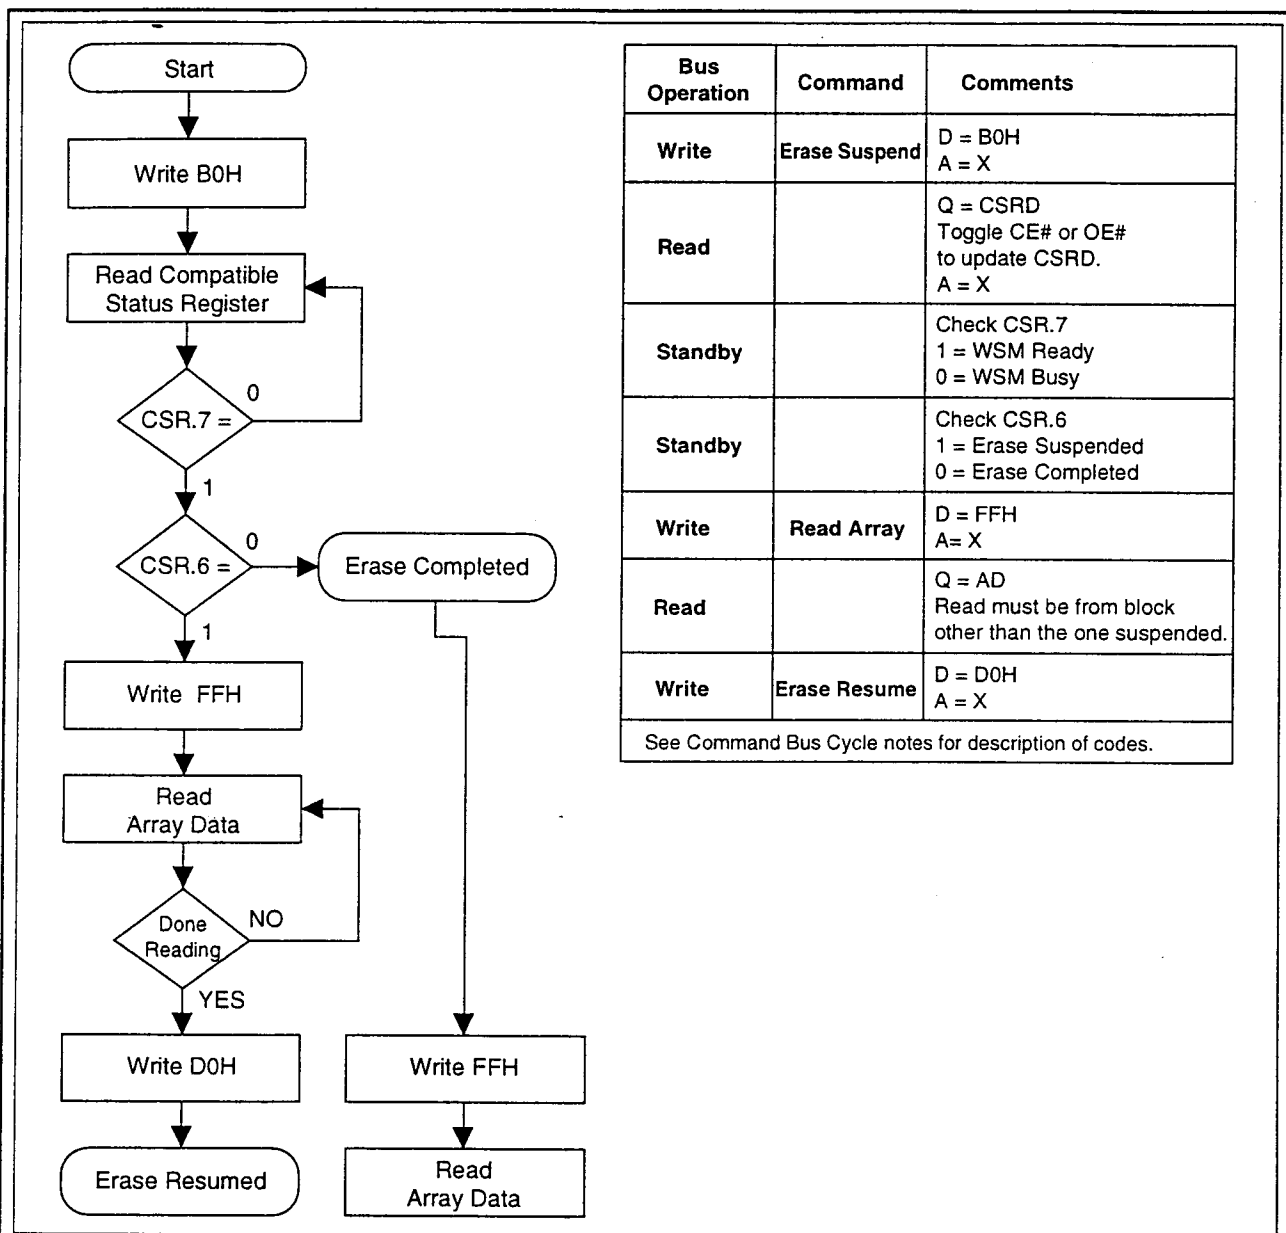 Start
Write B0H
Read Compatible
Status Register
CSR.7 =
0
1
CSR.6 =
0
Erase Completed
1
Write FFH
Read
Array Data
Done
Reading
NO
YES
Write D0H
Write FFH
Erase Resumed
Read
Array Data
Bus
Operation
Command
Comments
Write
Erase Suspend
D = B0H
A = X
Read
Q = CSRD
Toggle CE# or OE#
to update CSRD.
A = X
Standby
Check CSR.7
1 = WSM Ready
0 = WSM Busy
Standby
Check CSR.6
1 = Erase Suspended
0 = Erase Completed
Write
Read Array
D = FFH
A= X
Read
Q = AD
Read must be from block
other than the one suspended.
Write
Erase Resume
D = D0H
A = X
See Command Bus Cycle notes for description of codes.